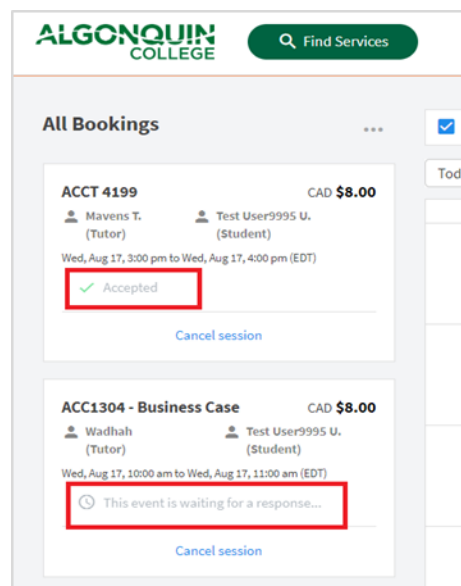 ALGONQUIN
COLLEGE
Find Services
All Bookings
ACCT 4199 CAD $8.00
Mavens T. Test User9995 U.
(Tutor) (Student)
Wed, Aug 17, 3:00 pm to Wed, Aug 17, 4:00 pm (EDT)
Accepted
Cancel session
ACC1304 - Business Case CAD $8.00
Wadhah Test User9995 U.
(Tutor) (Student)
Wed, Aug 17, 10:00 am to Wed, Aug 17, 11:00 am (EDT)
This event is waiting for a response...
Cancel session